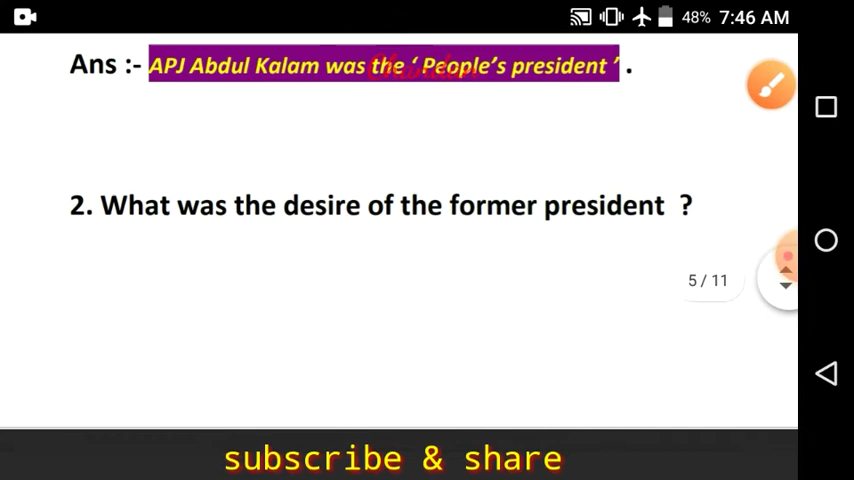 48% 7:46 AM
Ans :- APJ Abdul Kalam was the ‘ People’s president ’ .
Chandan
2. What was the desire of the former president ?
5 / 11
subscribe & share